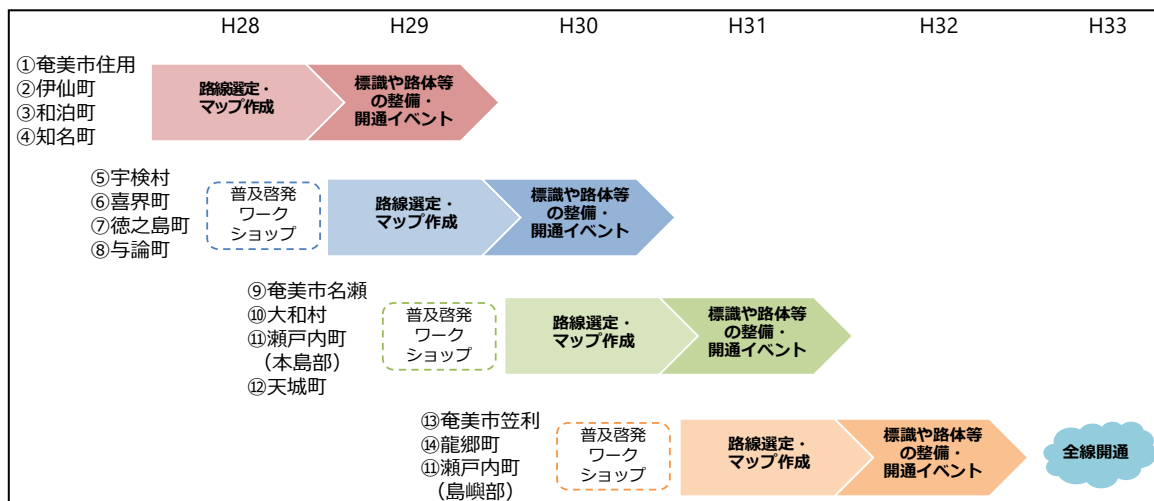 H28
H29
H30
H31
H32
H33
①奄美市住用
②伊仙町
③和泊町
④知名町
路線選定・
マップ作成
標識や路体等
の整備・
開通イベント
⑤宇検村
⑥喜界町
⑦徳之島町
⑧与論町
普及啓発
ワーク
ショップ
路線選定・
マップ作成
標識や路体等
の整備・
開通イベント
⑨奄美市名瀬
⑩大和村
⑪瀬戸内町
（本島部）
⑫天城町
普及啓発
ワーク
ショップ
路線選定・
マップ作成
標識や路体等
の整備・
開通イベント
⑬奄美市笠利
⑭龍郷町
⑪瀬戸内町
（島嶼部）
普及啓発
ワーク
ショップ
路線選定・
マップ作成
標識や路体等
の整備・
開通イベント
全線開通